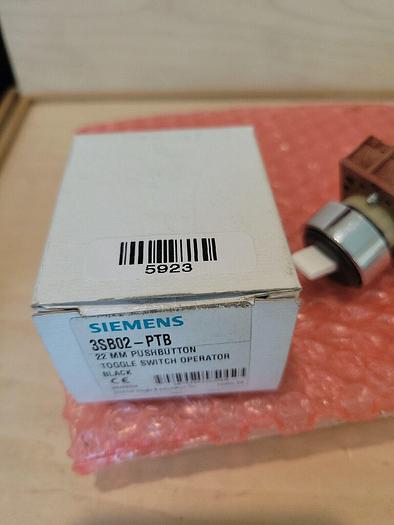 5923
SIEMENS
3SB02-PTB
22 MM PUSHBUTTON
TOGGLE SWITCH OPERATOR
BLACK
CE